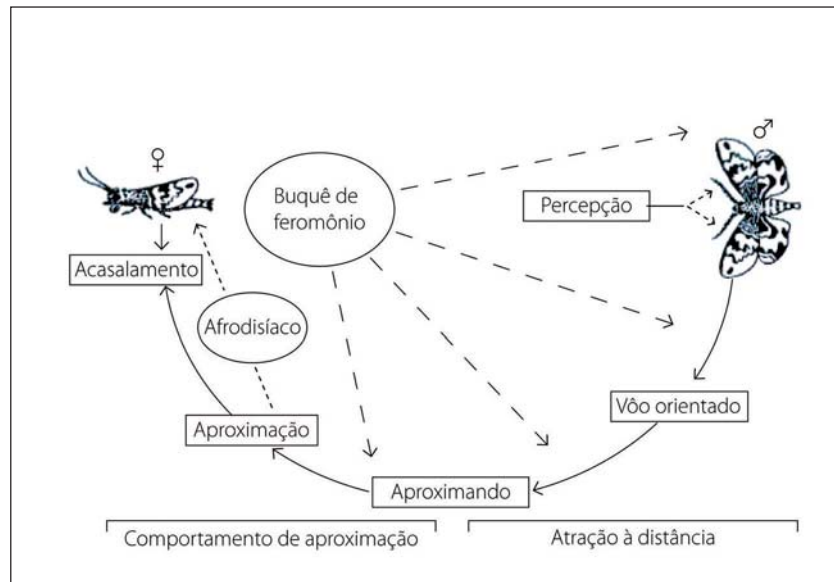 ♀
♂
Buquê de
feromônio
Percepção
Acasalamento
Afrodisíaco
Vôo orientado
Aproximação
Aproximando
Comportamento de aproximação
Atração à distância